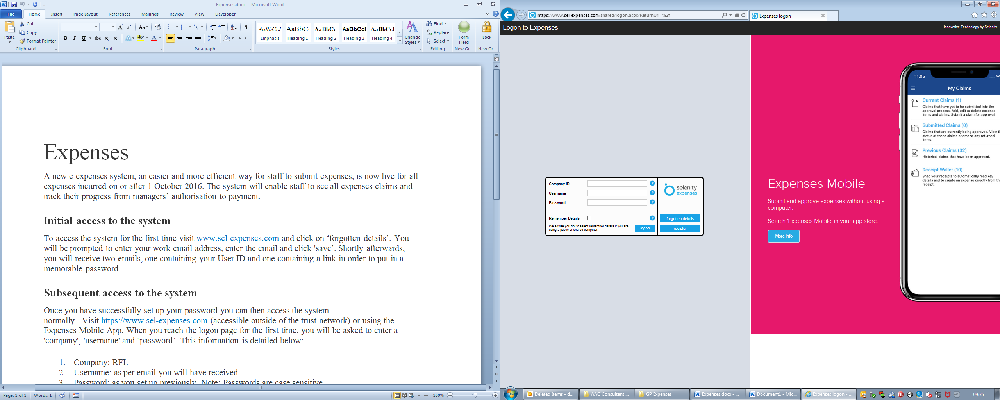 Expenses.docx - Microsoft Word
File Home Insert Page Layout References Mailings Review View Developer
Paste
Cut
Copy
Format Painter
Clipboard
Font
Paragraph
AaBbCcL Emphasis
AaBbCc Heading 1
AaBbCcI Heading 2
AaBbCcI Heading 3
AaBbCcI Heading 4
Styles
Change Styles
Find
Replace
Select
Editing
Form Field
New Gr...
Lock
New Gr...
Expenses
A new e-expenses system, an easier and more efficient way for staff to submit expenses, is now live for all
expenses incurred on or after 1 October 2016. The system will enable staff to see all expenses claims and
track their progress from managers’ authorisation to payment.
Initial access to the system
To access the system for the first time visit www.sel-expenses.com and click on ‘forgotten details’. You
will be prompted to enter your work email address, enter the email and click 'save’. Shortly afterwards,
you will receive two emails, one containing your User ID and one containing a link in order to put in a
memorable password.
Subsequent access to the system
Once you have successfully set up your password you can then access the system
normally.  Visit https://www.sel-expenses.com (accessible outside of the trust network) or using the
Expenses Mobile App. When you reach the logon page for the first time, you will be asked to enter a
'company', 'username' and ‘password’. This information is detailed below:
1. Company: RFL
2. Username: as per email you will have received
3. Password: as you set up previously. Note: Passwords are case sensitive
Page: 1 of 1 Words: 1 160%
https://www.sel-expenses.com/shared/logon.aspx?ReturnUrl=%2f
Expenses logon
Logon to Expenses
Innovative Technology by Selenity
Company ID
Username
Password
Remember Details
We advise you not to select remember details if you are
using a public or shared computer.
logon
selenity
expenses
forgotten details
register
Expenses Mobile
Submit and approve expenses without using a
computer.
Search 'Expenses Mobile' in your app store.
More info
11.05
My Claims
Current Claims (1)
Claims that have yet to be submitted into the
approval process. Add, edit or delete expense
items and claims. Submit a claim for approval.
Submitted Claims (0)
Claims that are currently being approved. View th
status of these claims or amend any returned
items.
Previous Claims (32)
Historical claims that have been approved.
Receipt Wallet (10)
Snap your receipts to automatically read key
details and to create an expense directly from the
receipt.
Deleted Items - d...
AAC Consultant ...
GP Expenses
Expenses.docx - ...
Document1 - Mic...
Expenses logon - ...
09:35